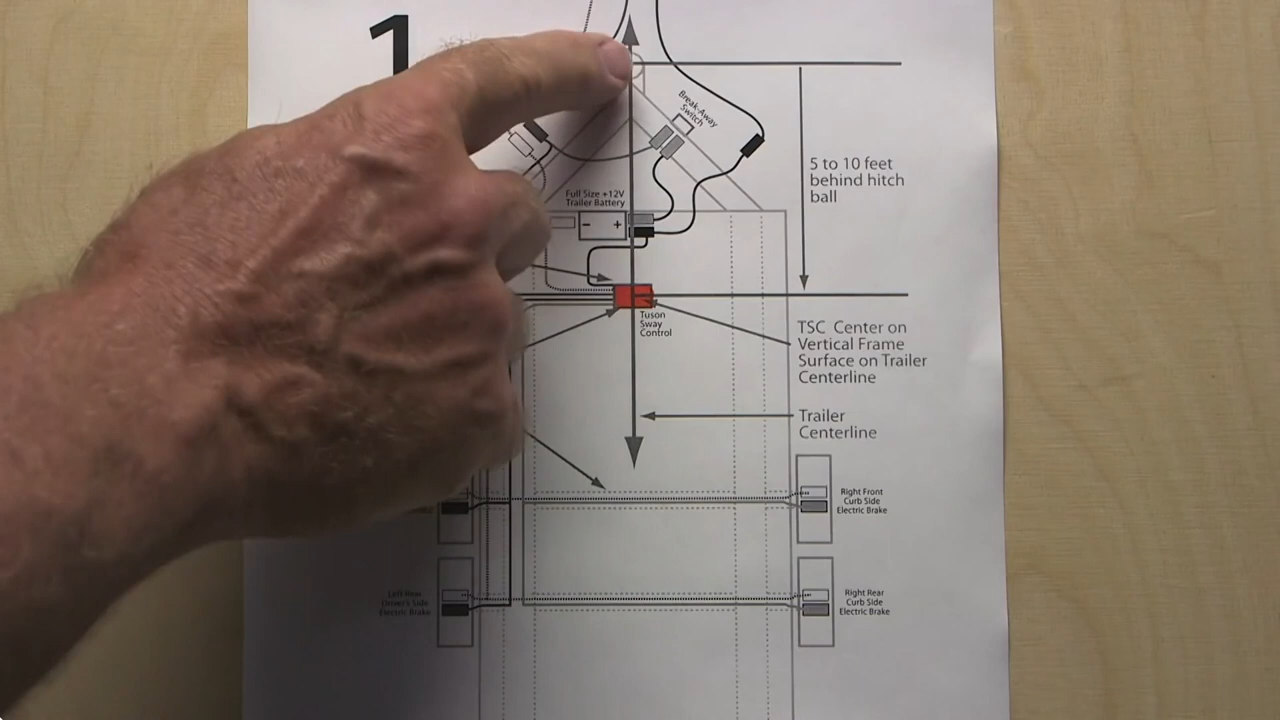 1
Break-Away
Switch
5 to 10 feet
behind hitch
ball
Full Size +12V
Trailer Battery
- +
Tuson
Sway
Control
TSC Center on
Vertical Frame
Surface on Trailer
Centerline
Trailer
Centerline
Right Front
Curb Side
Electric Brake
Left Rear
Driver's Side
Electric Brake
Right Rear
Curb Side
Electric Brake